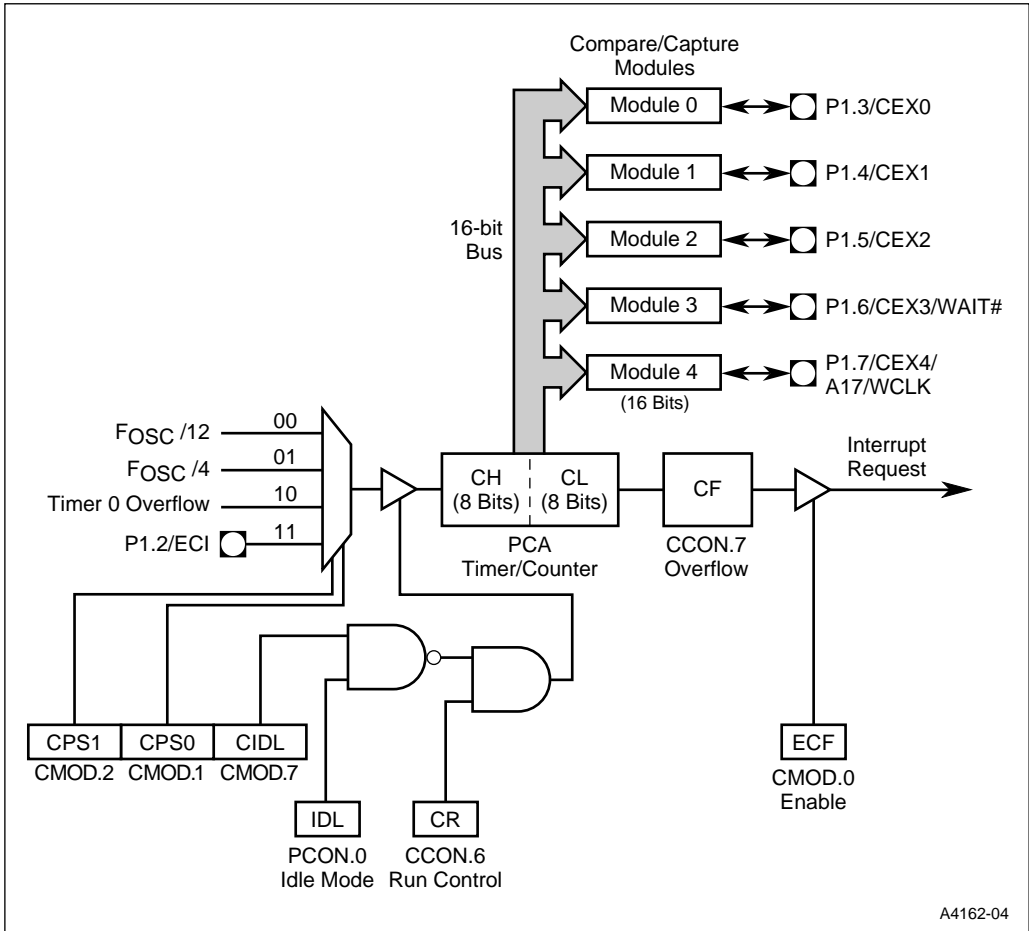 Compare/Capture
Modules
Module 0
P1.3/CEX0
Module 1
P1.4/CEX1
16-bit
Bus
Module 2
P1.5/CEX2
Module 3
P1.6/CEX3/WAIT#
Module 4
(16 Bits)
P1.7/CEX4/
A17/WCLK
FOSC /12
00
FOSC /4
01
Timer 0 Overflow
10
P1.2/ECI
11
CH
(8 Bits)
CL
(8 Bits)
PCA
Timer/Counter
CF
CCON.7
Overflow
Interrupt
Request
CPS1
CPS0
CIDL
CMOD.2
CMOD.1
CMOD.7
ECF
CMOD.0
Enable
IDL
PCON.0
Idle Mode
CR
CCON.6
Run Control
A4162-04